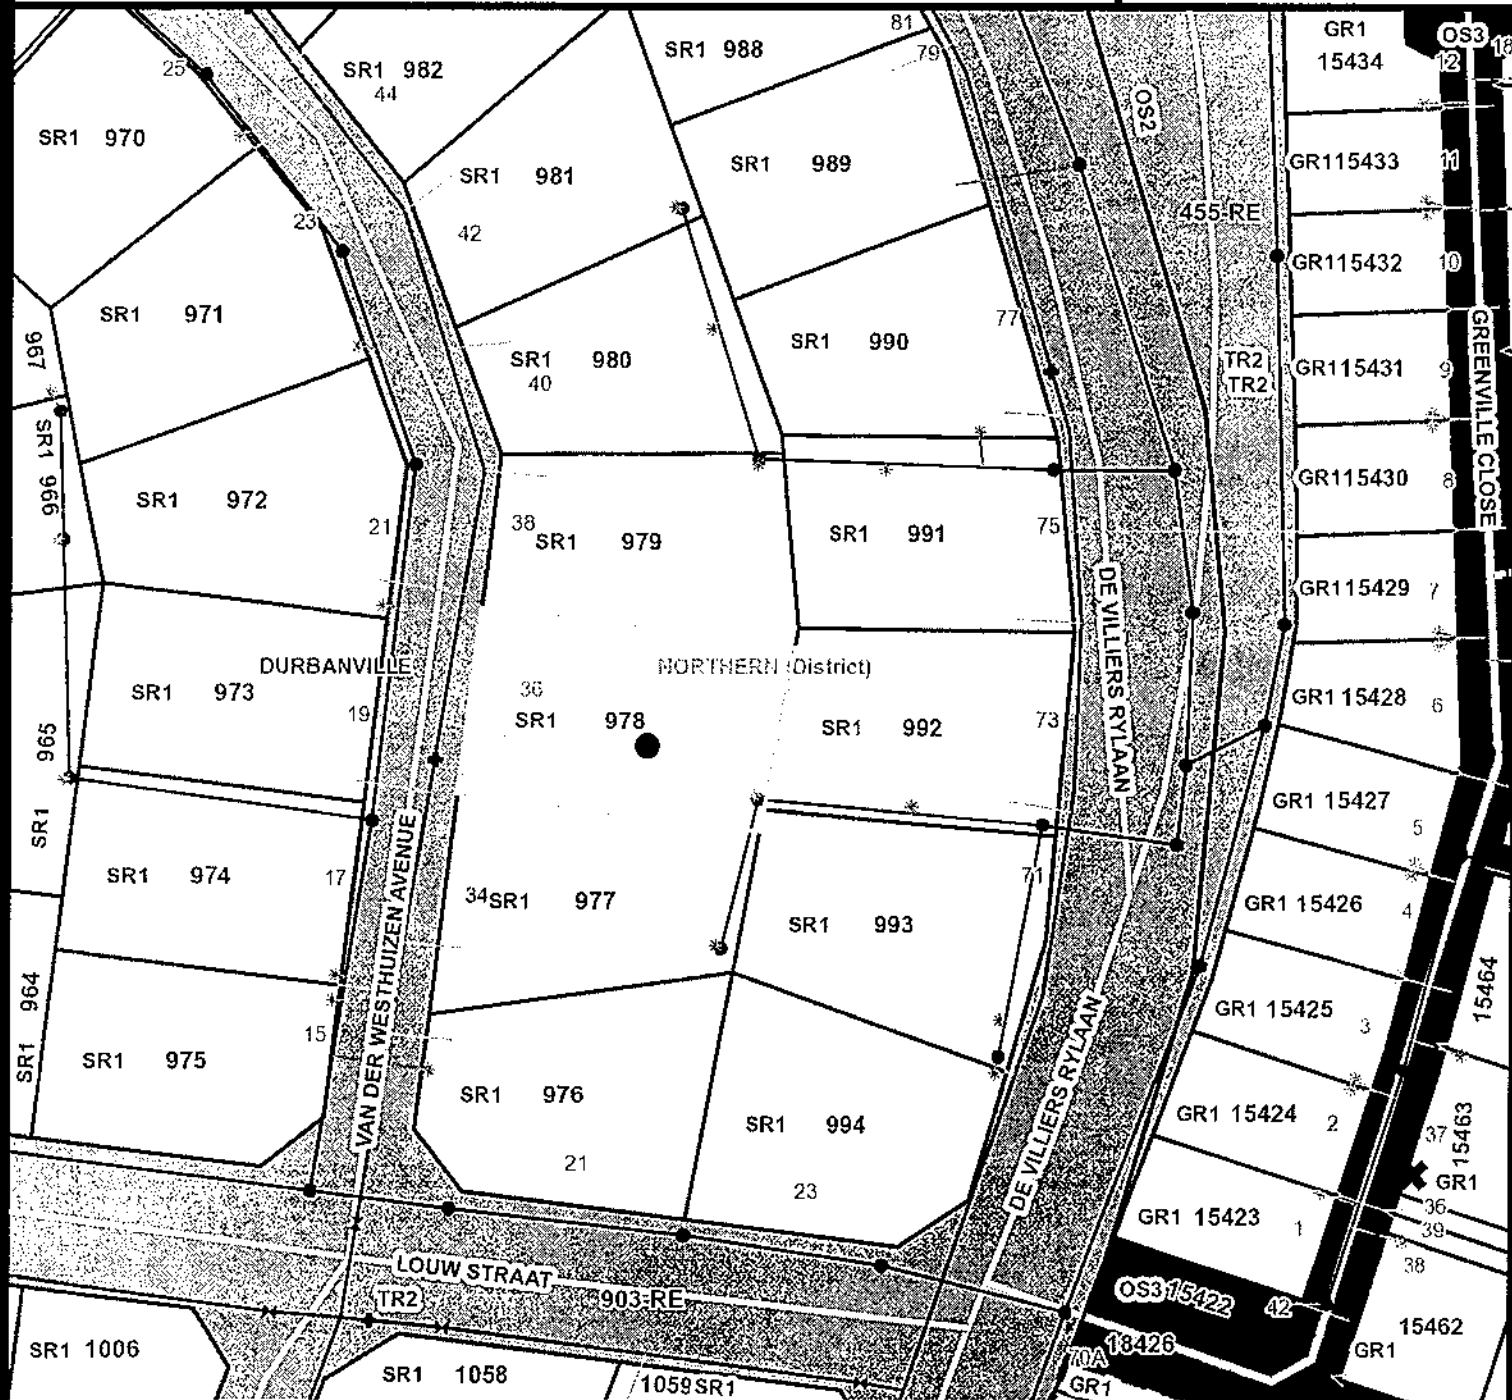 81
SR1 988
79
25
SR1 982
44
GR1
15434
OS3
12
18
SR1 970
OS2
SR1 981
SR1 989
GR115433
11
23
42
455-RE
GR115432
10
SR1 971
77
SR1 990
967
SR1 980
40
TR2
TR2
GR115431
9
GREENVILLE CLOSE
SR1 966
SR1 972
21
38
SR1 979
SR1 991
75
GR115430
8
GR115429
7
DE VILLIERS RYLAAN
DURBANVILLE
NORTHERN (District)
SR1 973
19
36
SR1 978
SR1 992
73
GR115428
6
SR1 965
GR1 15427
5
SR1 974
17
VAN DER WESTHUIZEN AVENUE
34
SR1 977
71
SR1 993
GR1 15426
4
SR1 964
15464
GR1 15425
3
15
SR1 975
DE VILLIERS RYLAAN
SR1 976
SR1 994
GR1 15424
2
37
15463
21
23
GR1
36
39
38
GR1 15423
1
LOUW STRAAT
903-RE
TR2
OS3 15422
42
15462
GR1
SR1 1006
18426
70A
GR1
SR1 1058
1059 SR1